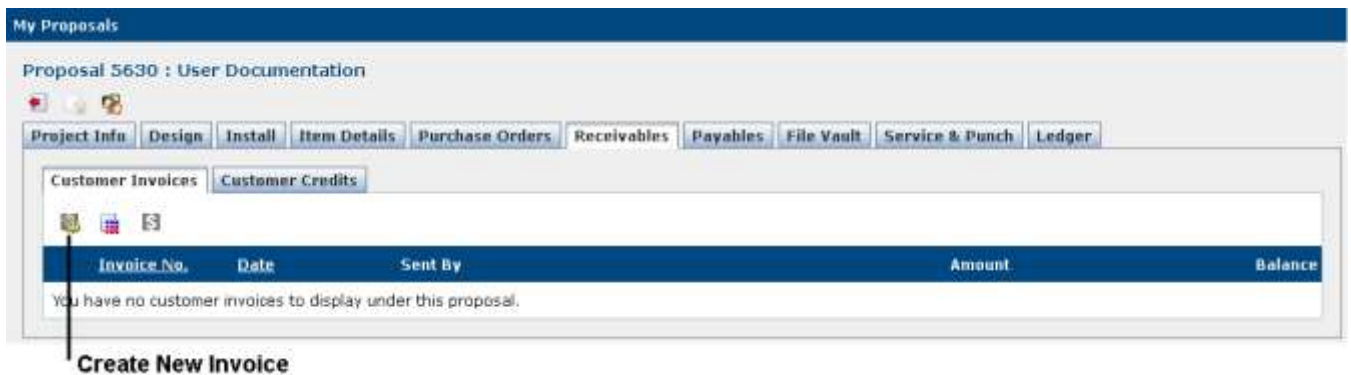 My Proposals
Proposal 5630 : User Documentation
Project Info Design Install Item Details Purchase Orders Receivables Payables File Vault Service & Punch Ledger
Customer Invoices Customer Credits
Invoice No. Date Sent By Amount Balance
You have no customer invoices to display under this proposal.
Create New Invoice